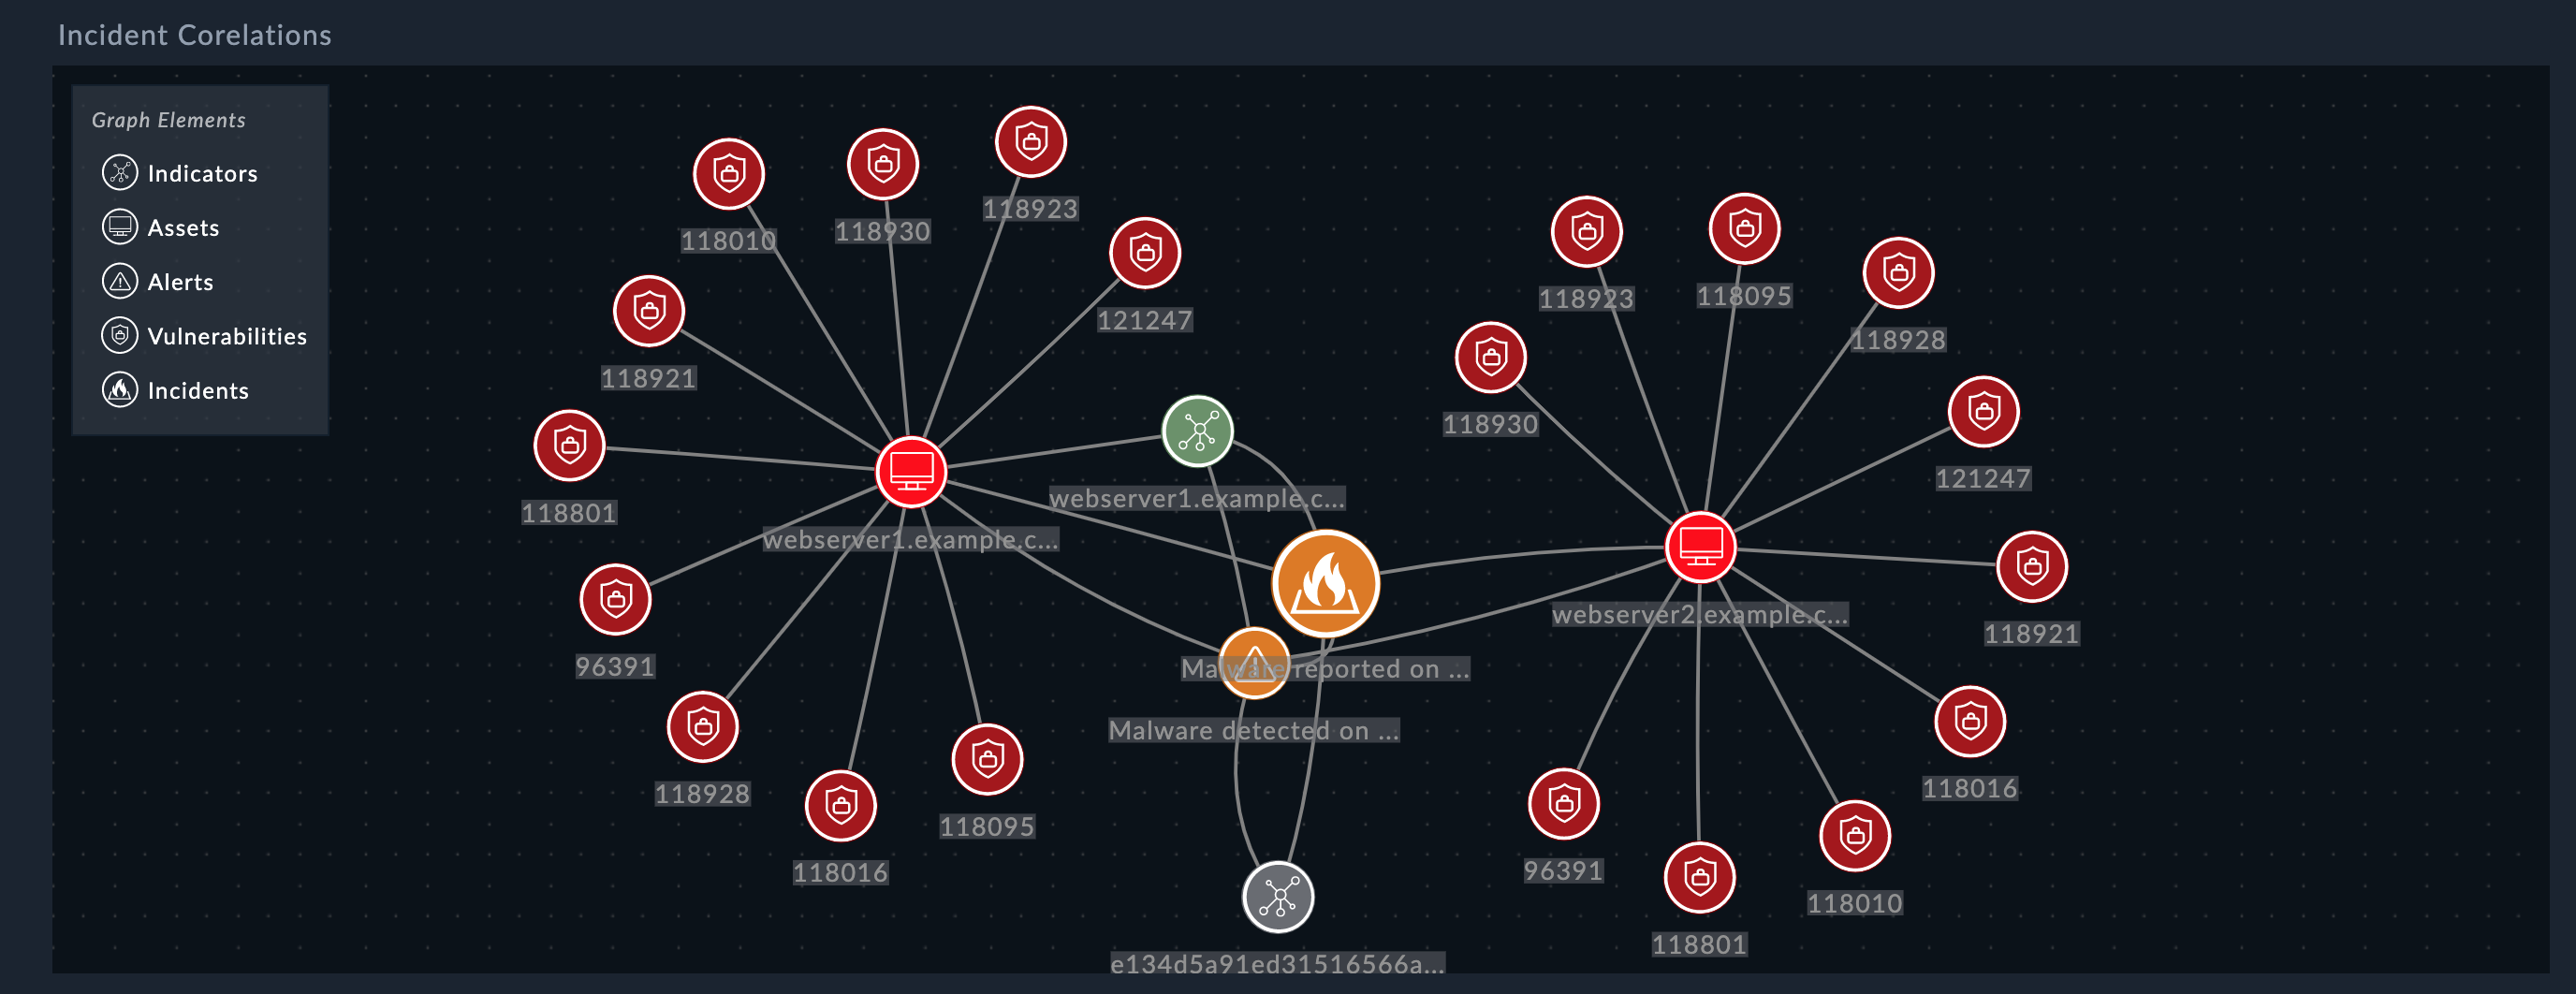 Incident Corelations
Graph Elements
Indicators
Assets
Alerts
Vulnerabilities
Incidents
118010
118930
118923
121247
118921
118801
webserver1.example.c...
webserver1.example.c...
96391
118928
118016
118095
Malware reported on ...
Malware detected on ...
e134d5a91ed31516566a...
118923
118095
118928
118930
121247
webserver2.example.c...
118921
118016
96391
118010
118801